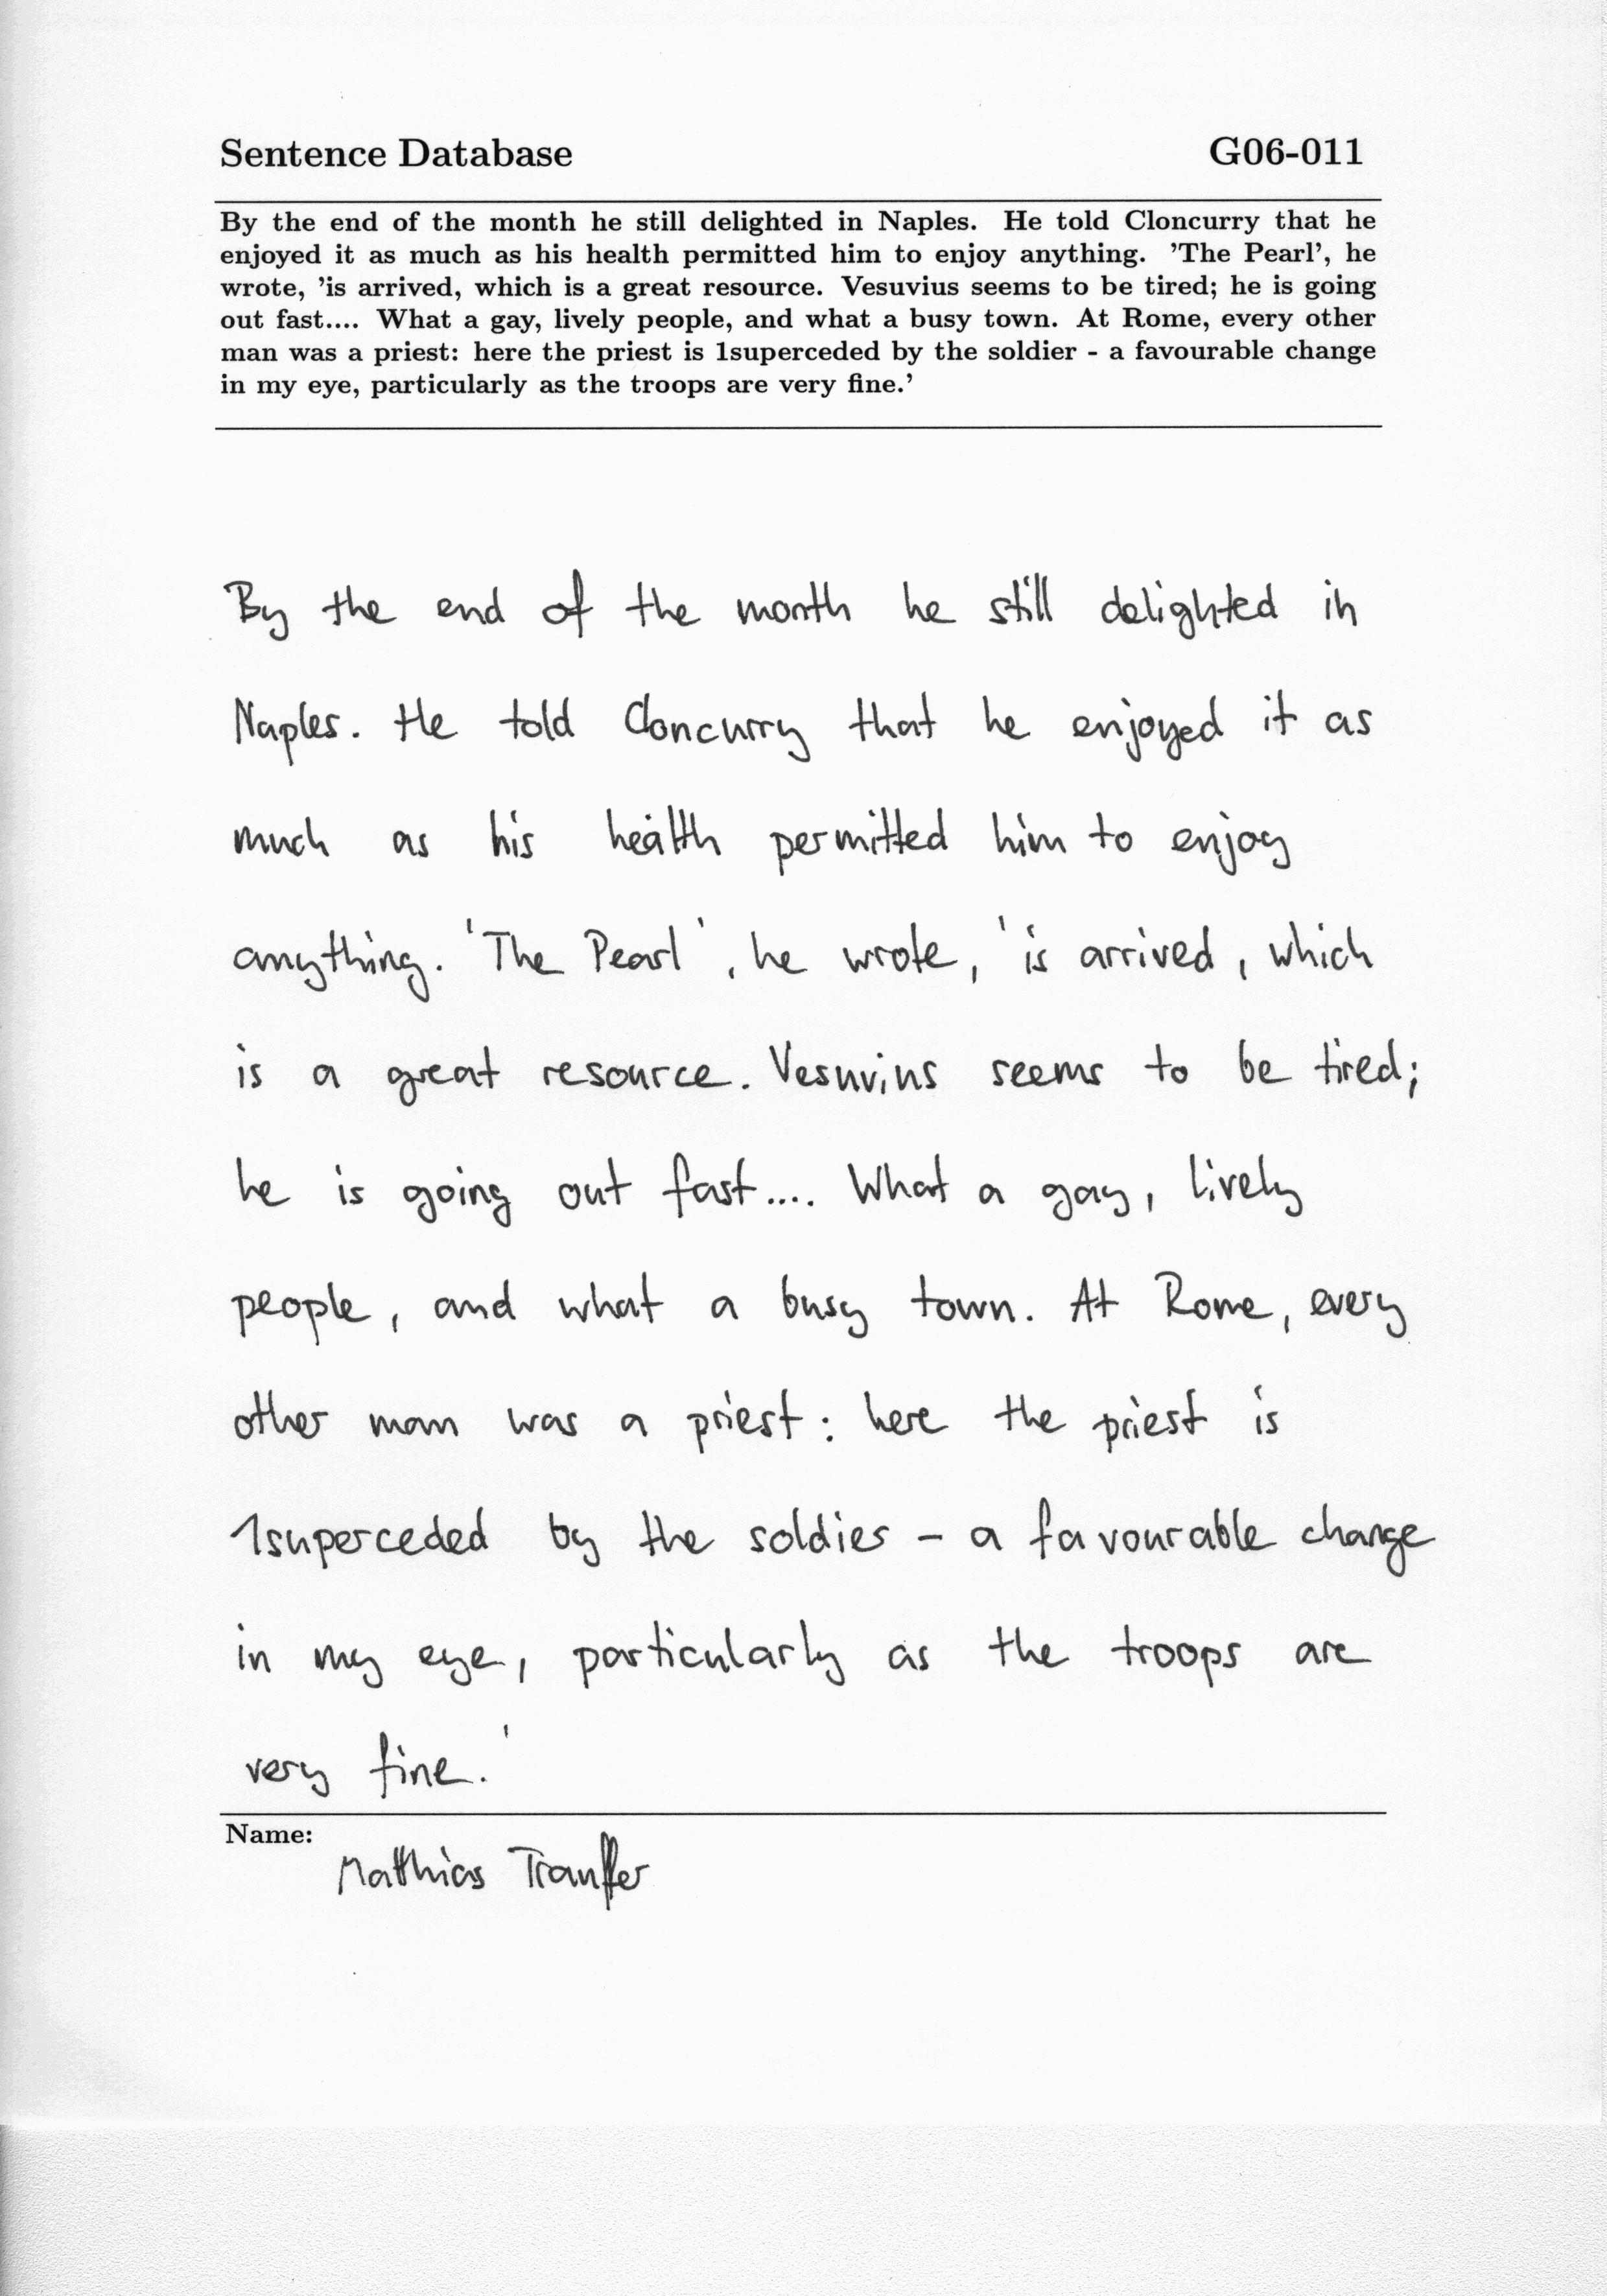 Sentence Database G06-011
By the end of the month he still delighted in Naples. He told Cloncurry that he
enjoyed it as much as his health permitted him to enjoy anything. 'The Pearl', he
wrote, 'is arrived, which is a great resource. Vesuvius seems to be tired; he is going
out fast.... What a gay, lively people, and what a busy town. At Rome, every other
man was a priest: here the priest is 1superceded by the soldier - a favourable change
in my eye, particularly as the troops are very fine.'
By the end of the month he still delighted in
Naples. He told Cloncurry that he enjoyed it as
much as his health permitted him to enjoy
anything. 'The Pearl', he wrote, 'is arrived, which
is a great resource. Vesuvius seems to be tired;
he is going out fast.... What a gay, lively
people, and what a busy town. At Rome, every
other man was a priest: here the priest is
1superceded by the soldier - a favourable change
in my eye, particularly as the troops are
very fine.'
Name:
Matthias